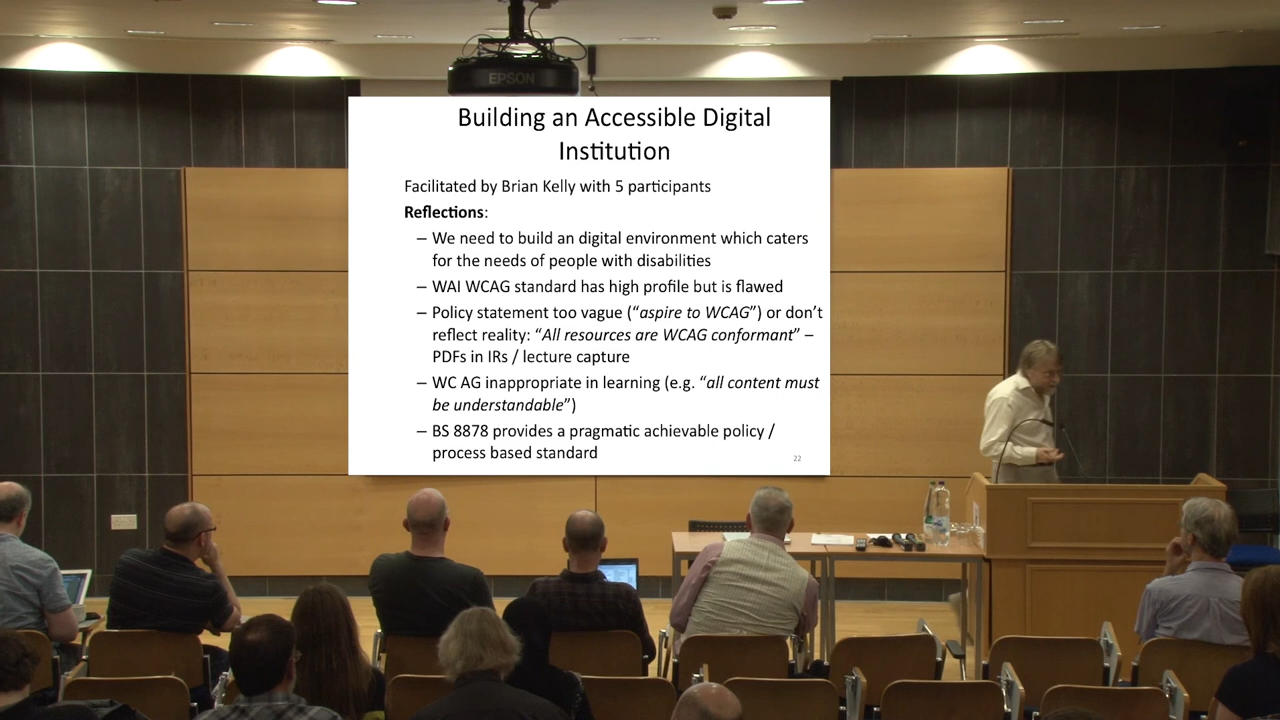 EPSON
Building an Accessible Digital
Institution
Facilitated by Brian Kelly with 5 participants
Reflections:
– We need to build an digital environment which caters
for the needs of people with disabilities
– WAI WCAG standard has high profile but is flawed
– Policy statement too vague (“aspire to WCAG”) or don’t
reflect reality: “All resources are WCAG conformant” –
PDFs in IRs / lecture capture
– WC AG inappropriate in learning (e.g. “all content must
be understandable”)
– BS 8878 provides a pragmatic achievable policy /
process based standard
22